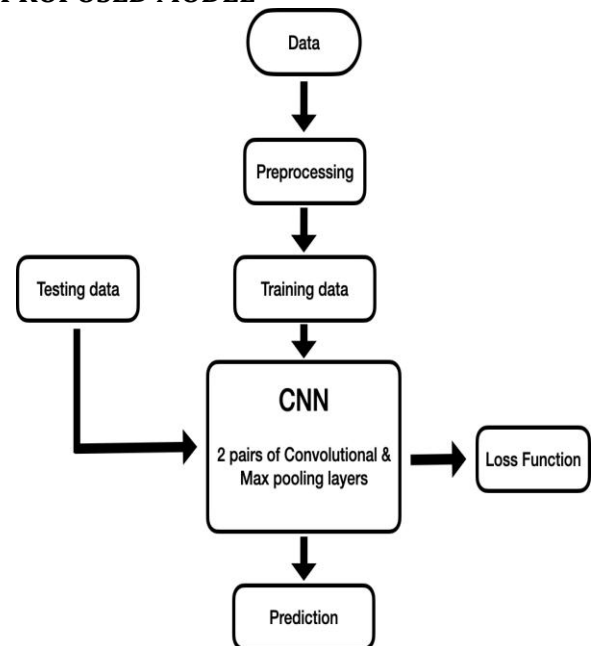 PROPOSED MODEL
Data
Preprocessing
Testing data
Training data
CNN
2 pairs of Convolutional &
Max pooling layers
Loss Function
Prediction